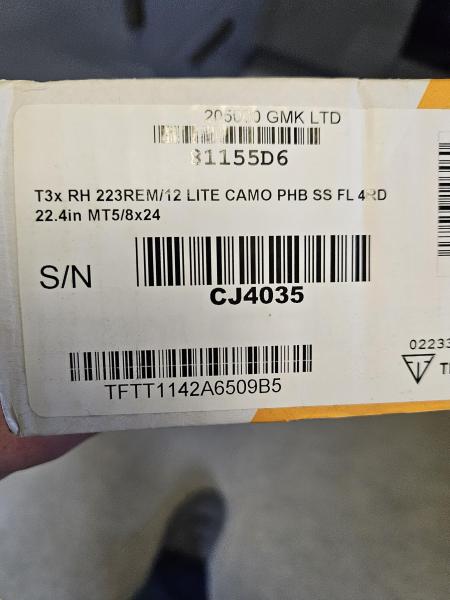 GMK LTD
81155D6
T3x RH 223REM/12 LITE CAMO PHB SS FL 4RD
22.4in MT5/8x24
S/N
CJ4035
TFTT1142A6509B5